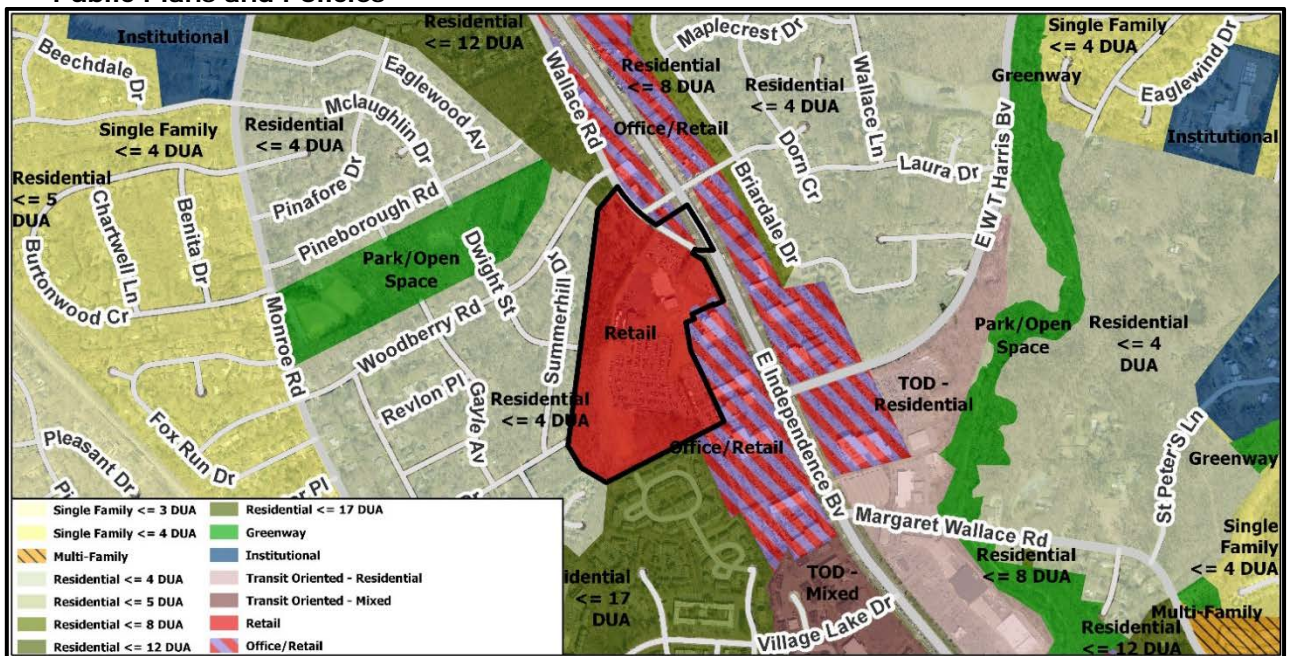 Public Plans and Policies
Beechdale Dr
Institutional
Residential
<= 12 DUA
Wallace Rd
Maplecrest Dr
Residential
<= 8 DUA
Wallace Ln
Single Family
<= 4 DUA
Greenway
Eaglewind Dr
Eaglewood Av
Mclaughlin Dr
Residential
<= 4 DUA
Single Family
<= 4 DUA
Office/Retail
Residential
<= 4 DUA
Dorn Cr
Laura Dr
E W T Harris Bv
Institutional
Residential
<= 5
DUA
Chartwell Ln
Benita Dr
Pinafore Dr
Pineborough Rd
Briardale Dr
Burtonwood Cr
Park/Open
Space
Dwight St
Summerhill Dr
Monroe Rd
Woodberry Rd
Retail
Park/Open
Space
Residential
<= 4
DUA
E Independence Bv
TOD -
Residential
Revlon Pl
Gayle Av
Residential
<= 4 DUA
Office/Retail
Fox Run Dr
Pleasant Dr
St Peter'S Ln
Greenway
Margaret Wallace Rd
Single
Family
<= 4 DUA
Residential
<= 8 DUA
TOD -
Mixed
idential
<= 17
DUA
Village Lake Dr
Multi-Family
Residential
<= 12 DUA
Single Family <= 3 DUA
Single Family <= 4 DUA
Multi-Family
Residential <= 4 DUA
Residential <= 5 DUA
Residential <= 8 DUA
Residential <= 12 DUA
Residential <= 17 DUA
Greenway
Institutional
Transit Oriented - Residential
Transit Oriented - Mixed
Retail
Office/Retail